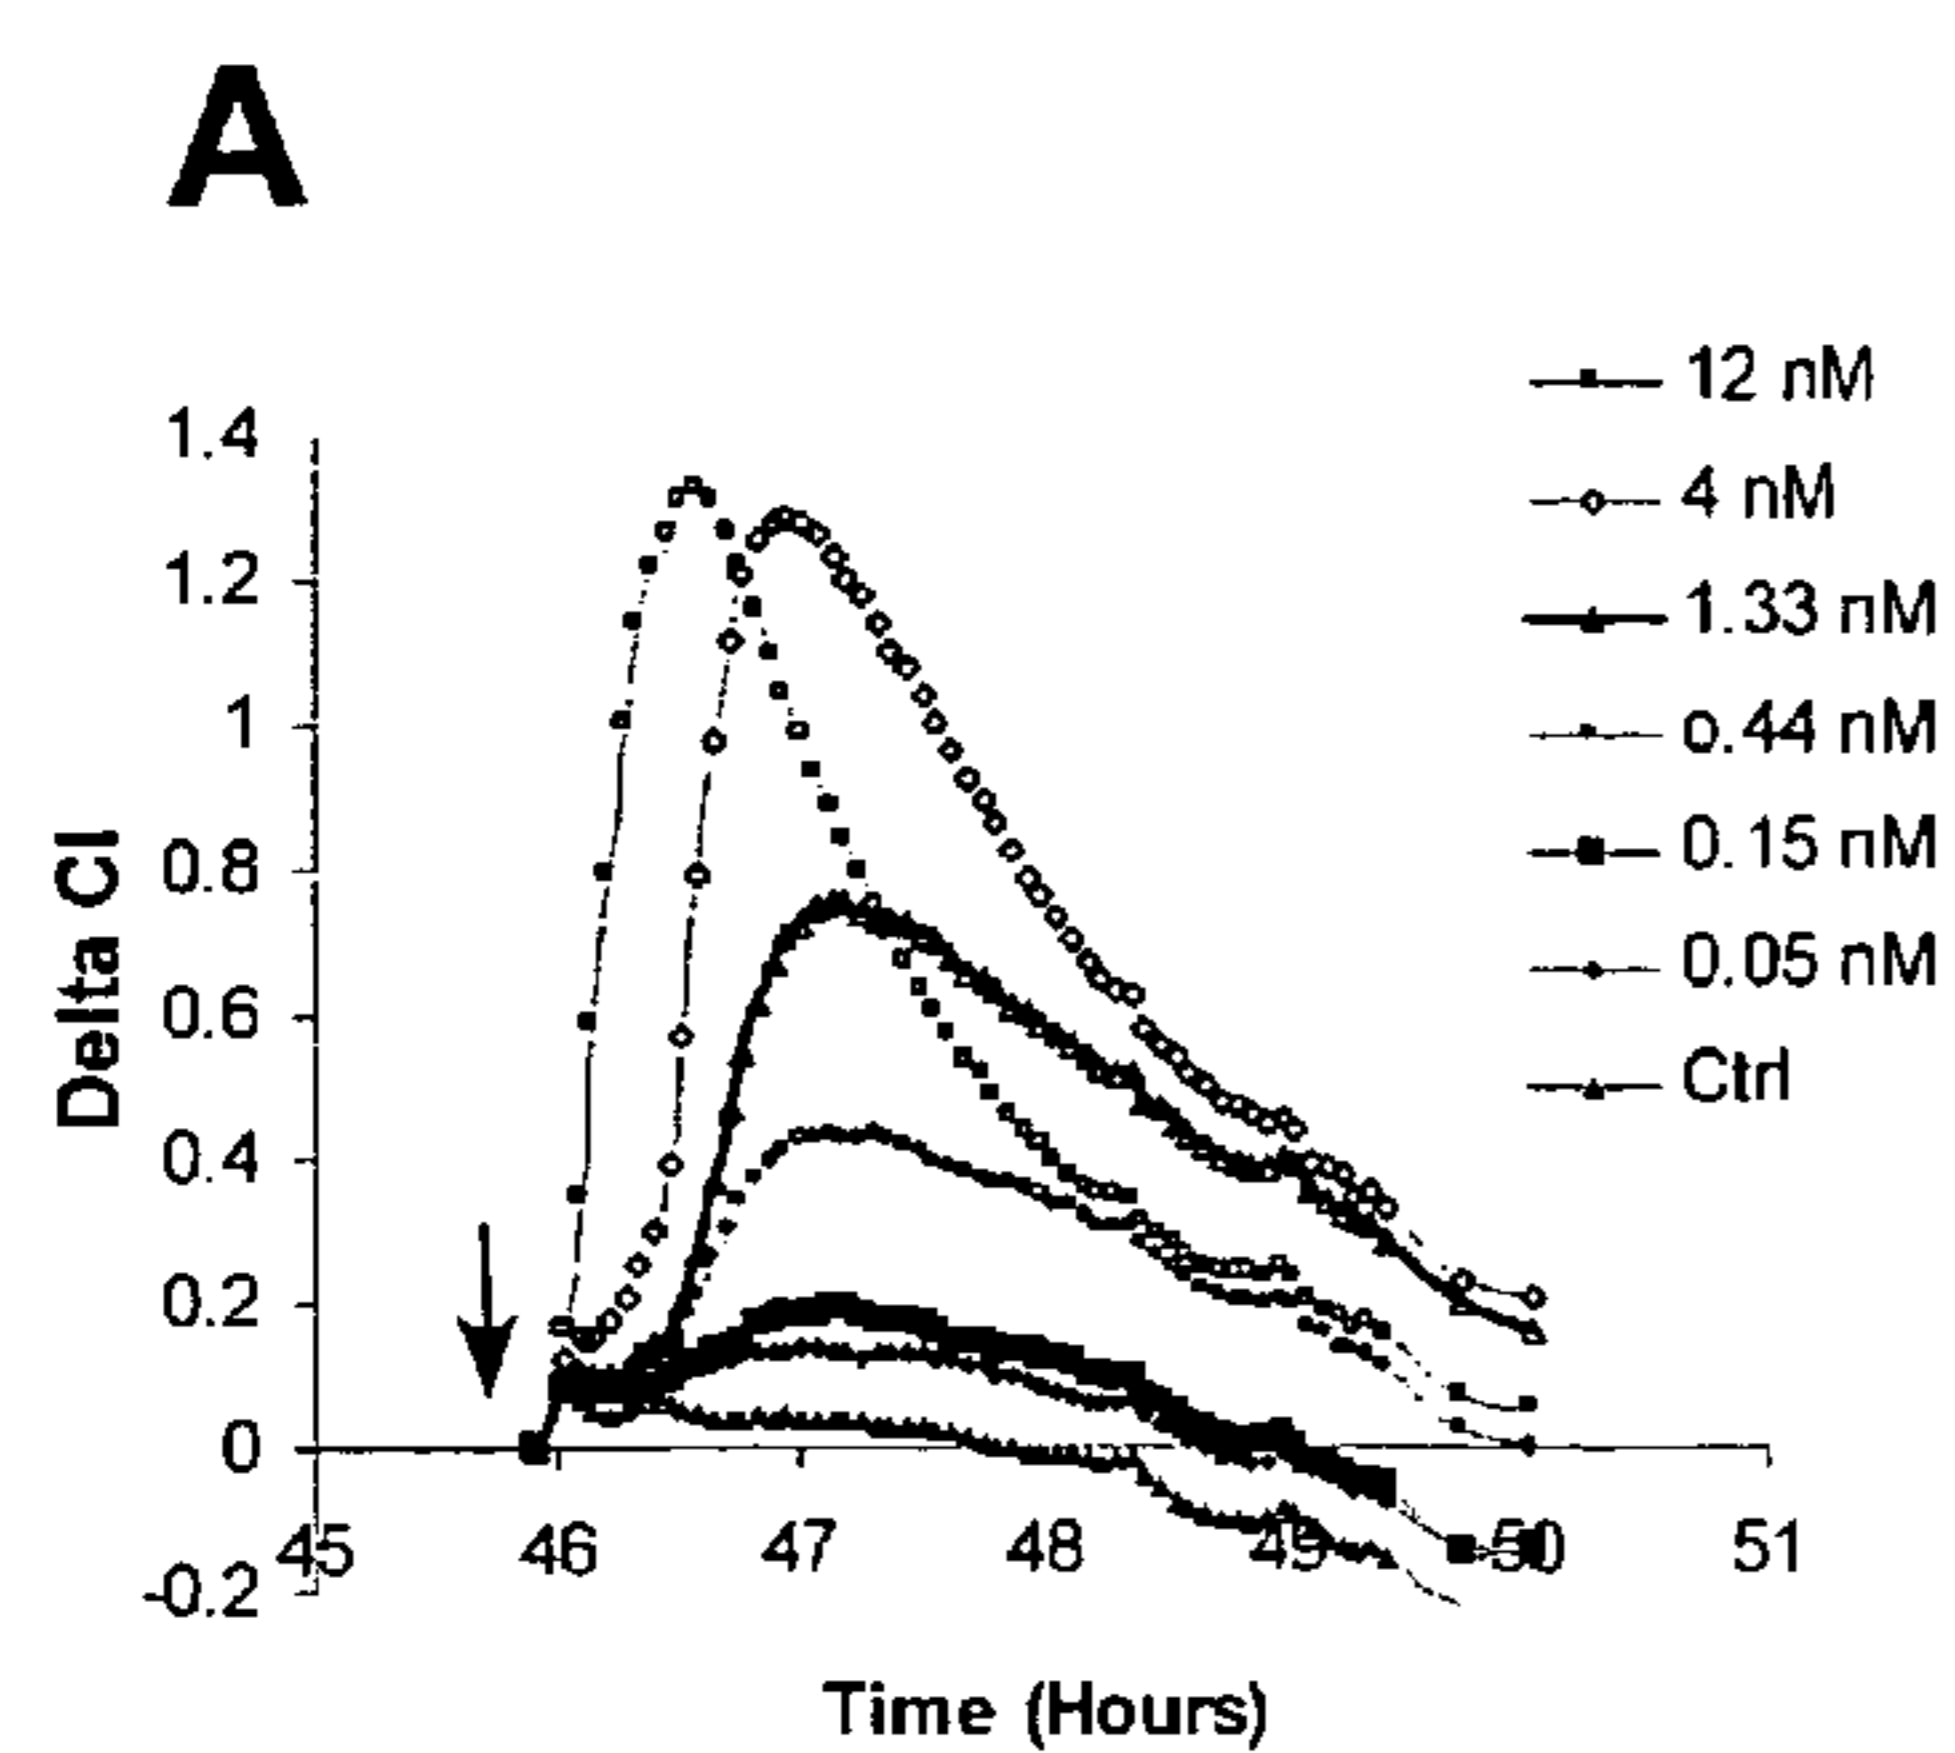 A
12 nM
4 nM
1.33 nM
o.44 nM
0.15 nM
0.05 nM
Ctrl
1.4
1.2
1
0.8
0.6
0.4
0.2
0
-0.2
Delta CI
45 46 47 48 49 50 51
Time (Hours)